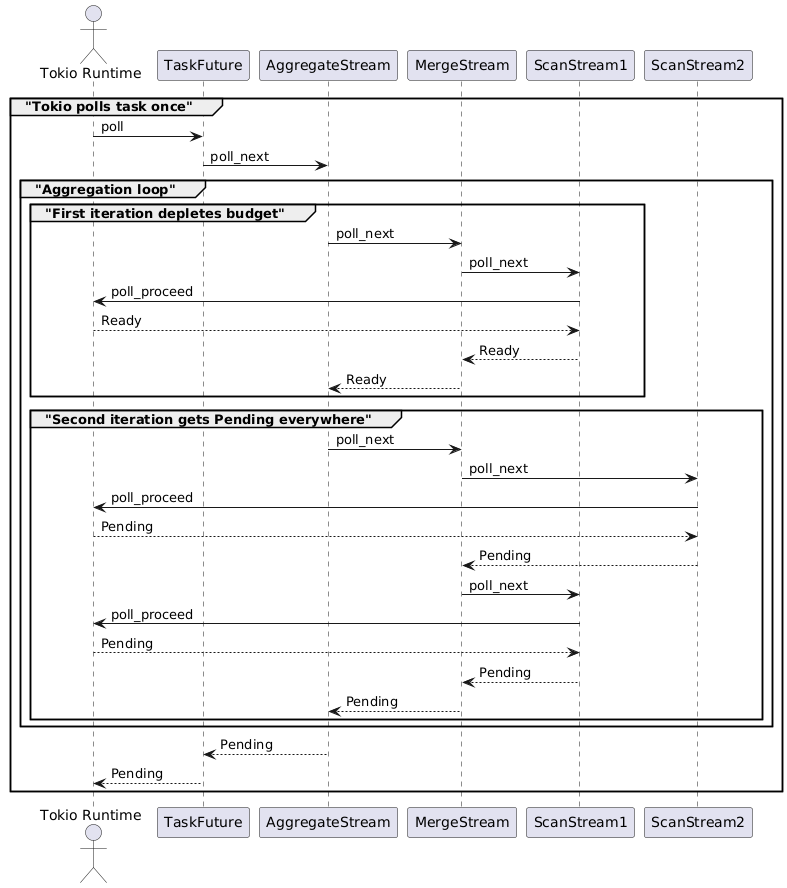 Tokio Runtime
TaskFuture
AggregateStream
MergeStream
ScanStream1
ScanStream2
"Tokio polls task once"
poll
poll_next
"Aggregation loop"
"First iteration depletes budget"
poll_next
poll_next
poll_proceed
Ready
Ready
Ready
"Second iteration gets Pending everywhere"
poll_next
poll_next
poll_proceed
Pending
Pending
poll_next
poll_proceed
Pending
Pending
Pending
Pending
Pending
Tokio Runtime
TaskFuture
AggregateStream
MergeStream
ScanStream1
ScanStream2